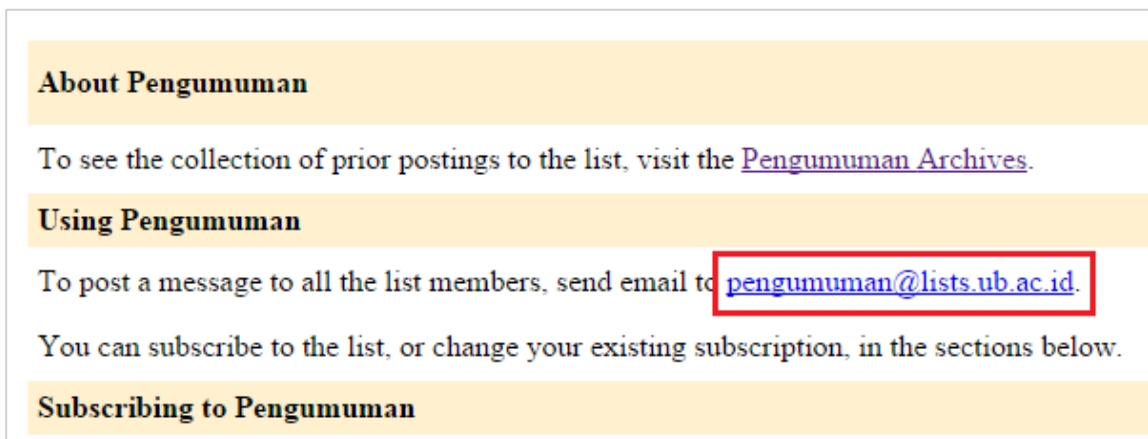 About Pengumuman
To see the collection of prior postings to the list, visit the Pengumuman Archives.
Using Pengumuman
To post a message to all the list members, send email to pengumuman@lists.ub.ac.id.
You can subscribe to the list, or change your existing subscription, in the sections below.
Subscribing to Pengumuman